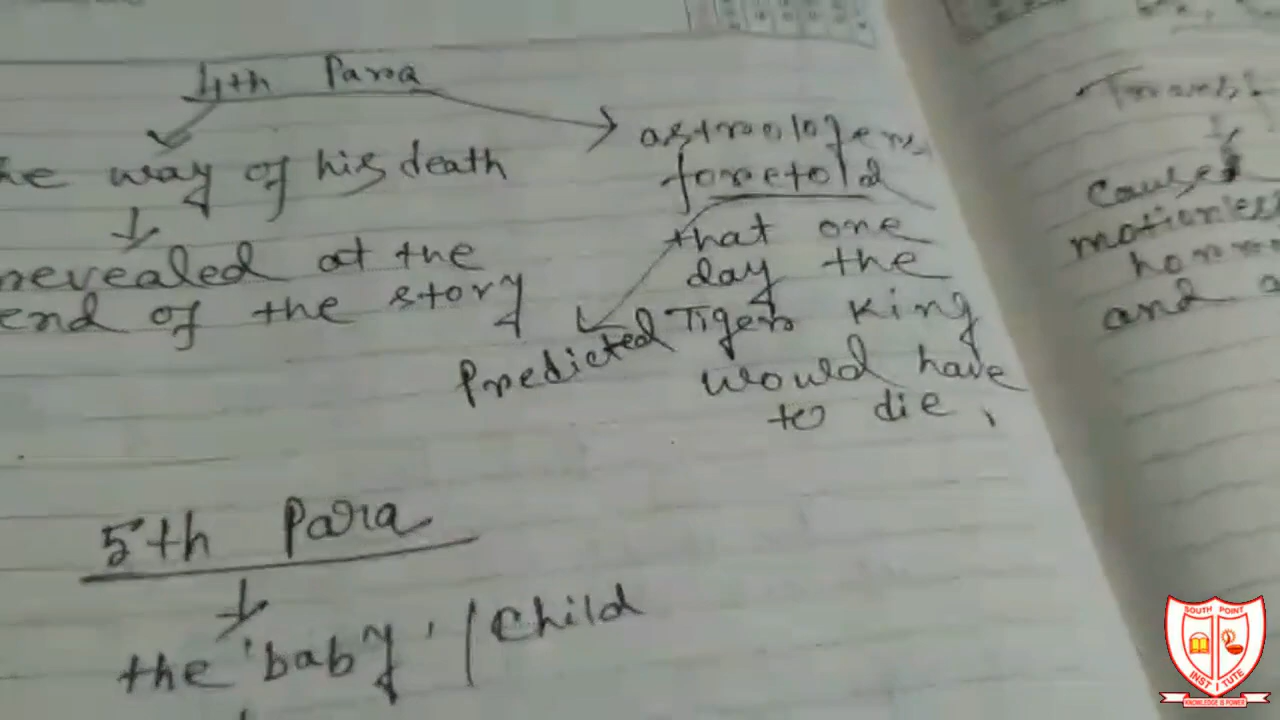 4th Para
he way of his death
revealed at the
end of the story
astrologers
foretold
that one
day the
Predicted Tiger King
would have
to die,
5th Para
the 'baby' / Child
caused
motionless
and
SOUTH POINT
INSTITUTE
KNOWLEDGE IS POWER